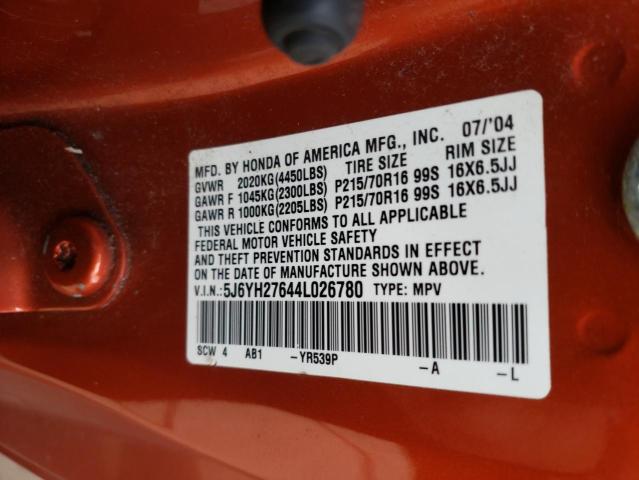 MFD. BY HONDA OF AMERICA MFG., INC. 07/'04
GVWR 2020KG(4450LBS) TIRE SIZE RIM SIZE
GAWR F 1045KG(2300LBS) P215/70R16 99S 16X6.5JJ
GAWR R 1000KG(2205LBS) P215/70R16 99S 16X6.5JJ
THIS VEHICLE CONFORMS TO ALL APPLICABLE
FEDERAL MOTOR VEHICLE SAFETY
AND THEFT PREVENTION STANDARDS IN EFFECT
ON THE DATE OF MANUFACTURE SHOWN ABOVE.
V.I.N.: 5J6YH27644L026780 TYPE: MPV
SCW 4 AB1 -YR539P -A -L